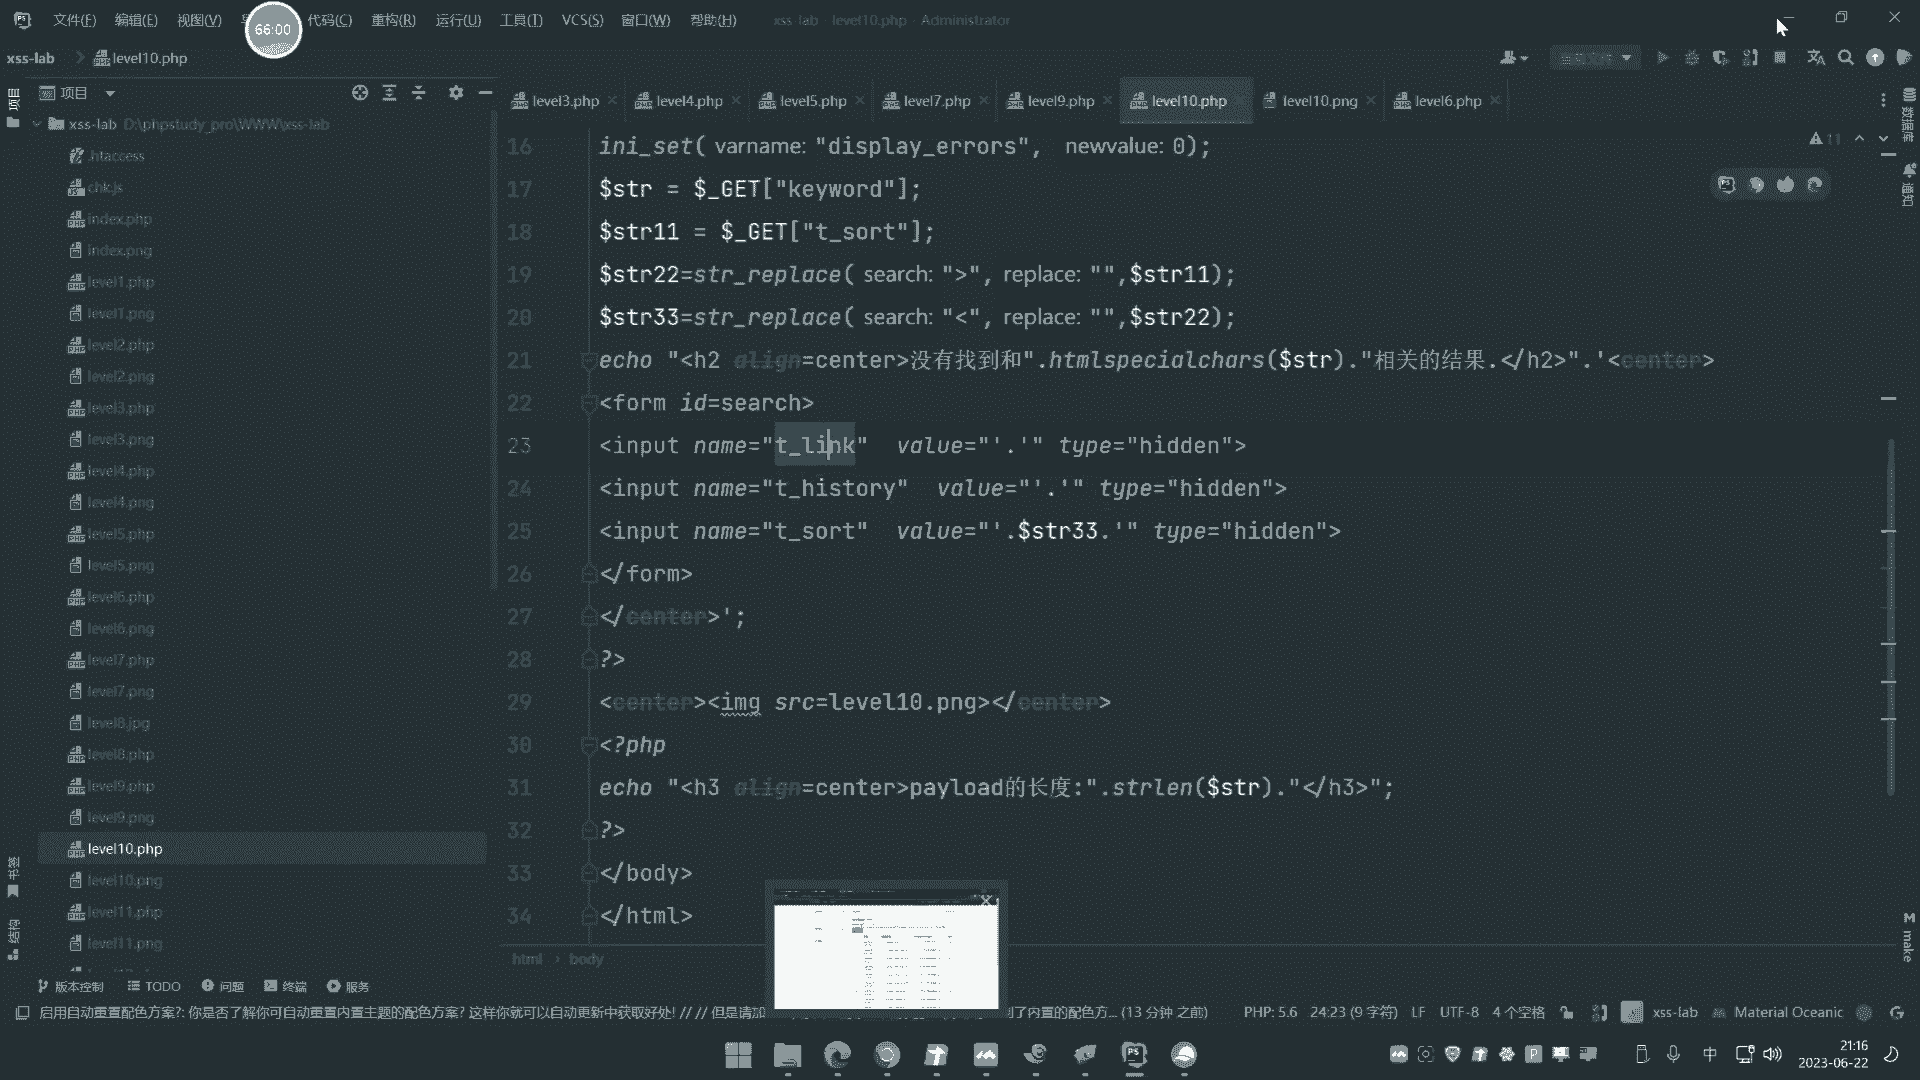 文件(F) 编辑(E) 视图(V) 66:00 代码(C) 重构(R) 运行(U) 工具(T) VCS(S) 窗口(W) 帮助(H) xss-lab - level10.php - Administrator
xss-lab level10.php
项目
level3.php level4.php level5.php level7.php level9.php level10.php level10.png level6.php
xss-lab D:\phpstudy_pro\WWW\xss-lab
.htaccess
chk.js
index.php
index.png
level1.php
level1.png
level2.php
level2.png
level3.php
level3.png
level4.php
level4.png
level5.php
level5.png
level6.php
level6.png
level7.php
level7.png
level8.jpg
level8.php
level9.php
level9.png
level10.php
level10.png
level11.php
level11.png
16 ini_set( varname: "display_errors", newvalue: 0);
17 $str = $_GET["keyword"];
18 $str11 = $_GET["t_sort"];
19 $str22=str_replace( search: ">", replace: "",$str11);
20 $str33=str_replace( search: "<", replace: "",$str22);
21 echo "<h2 align=center>没有找到和".htmlspecialchars($str)."相关的结果.</h2>".'<center>
22 <form id=search>
23 <input name="t_link"  value="'.'" type="hidden">
24 <input name="t_history"  value="'.'" type="hidden">
25 <input name="t_sort"  value="'.$str33.'" type="hidden">
26 </form>
27 </center>';
28 ?>
29 <center><img src=level10.png></center>
30 <?php
31 echo "<h3 align=center>payload的长度:".strlen($str)."</h3>";
32 ?>
33 </body>
34 </html>
html › body
11
项目
书签
结构
数据库
通知
M make
版本控制 TODO 问题 终端 服务
启用自动重置配色方案?: 你是否了解你可自动重置内置主题的配色方案? 这样你就可以自动更新中获取好处! // // 但是请加
了内置的配色方... (13 分钟 之前) PHP: 5.6 24:23 (9 字符) LF UTF-8 4 个空格 xss-lab Material Oceanic
中 21:16
2023-06-22